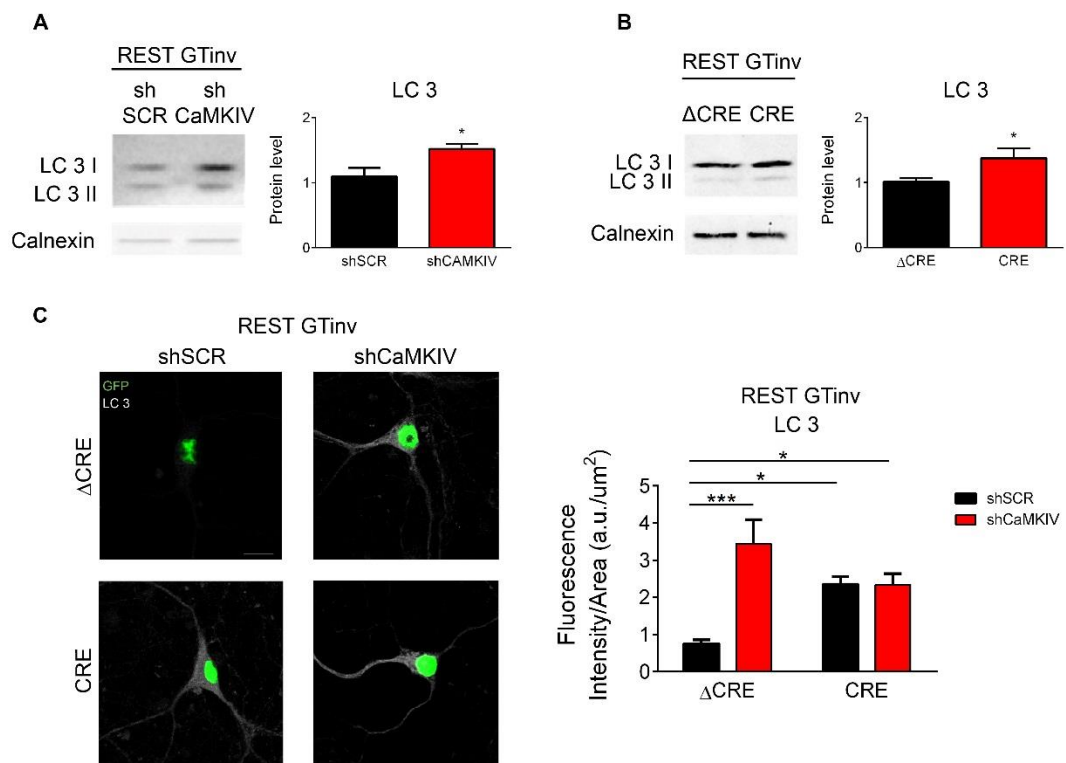 A
REST GTinv
sh sh
SCR CaMKIV
LC 3 I
LC 3 II
Calnexin
LC 3
Protein level
2
1
0
*
shSCR shCAMKIV
B
REST GTinv
ΔCRE CRE
LC 3 I
LC 3 II
Calnexin
LC 3
Protein level
2
1
0
*
ΔCRE CRE
C
REST GTinv
shSCR shCaMKIV
GFP
LC 3
ΔCRE
CRE
REST GTinv
LC 3
*
*
***
Fluorescence
Intensity/Area (a.u./um²)
5
4
3
2
1
0
ΔCRE CRE
shSCR
shCaMKIV